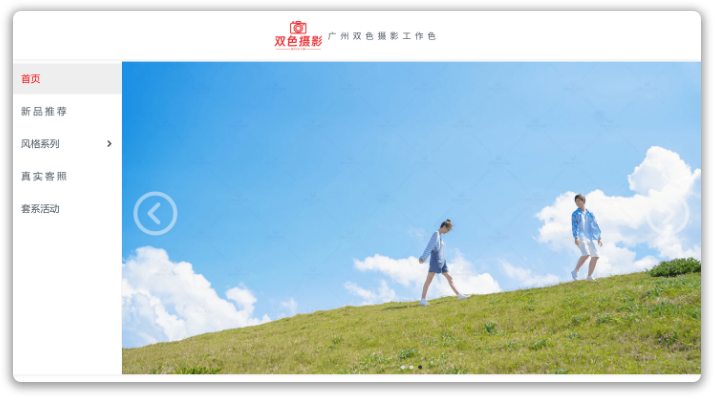 双色摄影
广州双色摄影工作色
首页
新品推荐
风格系列
真实客照
套系活动